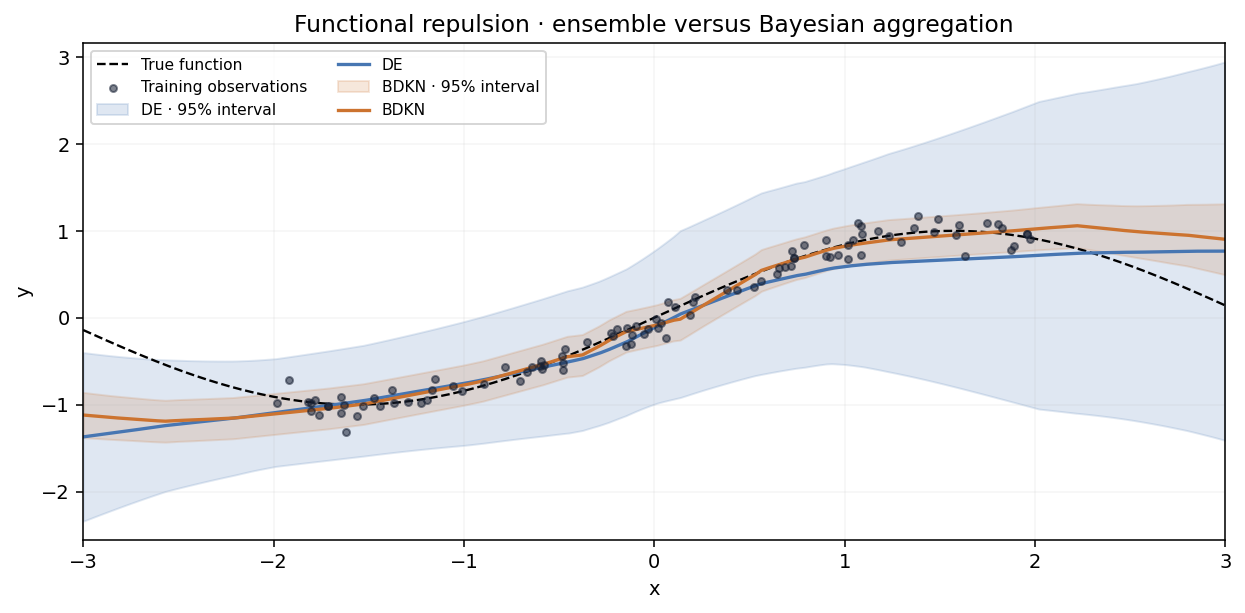 Functional repulsion · ensemble versus Bayesian aggregation
True function
Training observations
DE · 95% interval
DE
BDKN · 95% interval
BDKN
3
2
1
0
−1
−2
y
−3
−2
−1
0
1
2
3
x